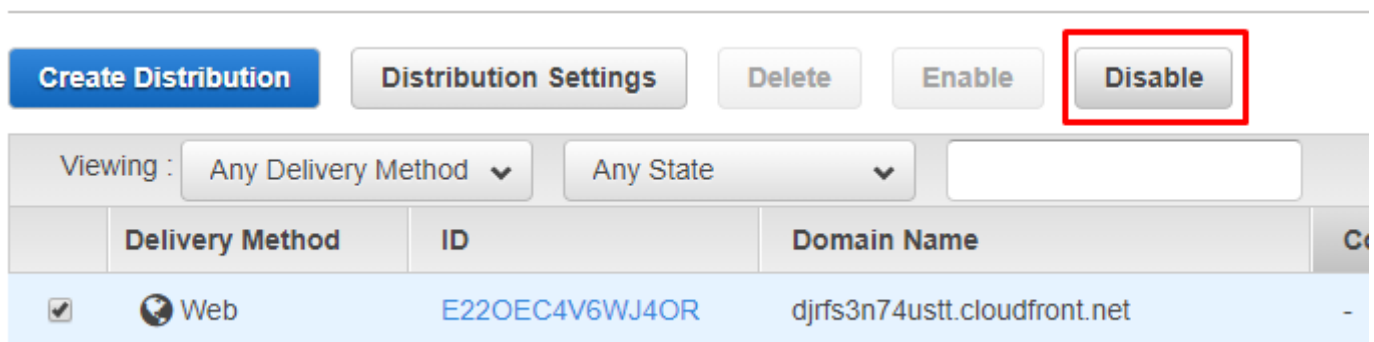 Create Distribution Distribution Settings Delete Enable Disable
Viewing : Any Delivery Method Any State
Delivery Method ID Domain Name
Web E22OEC4V6WJ4OR djrfs3n74ustt.cloudfront.net -